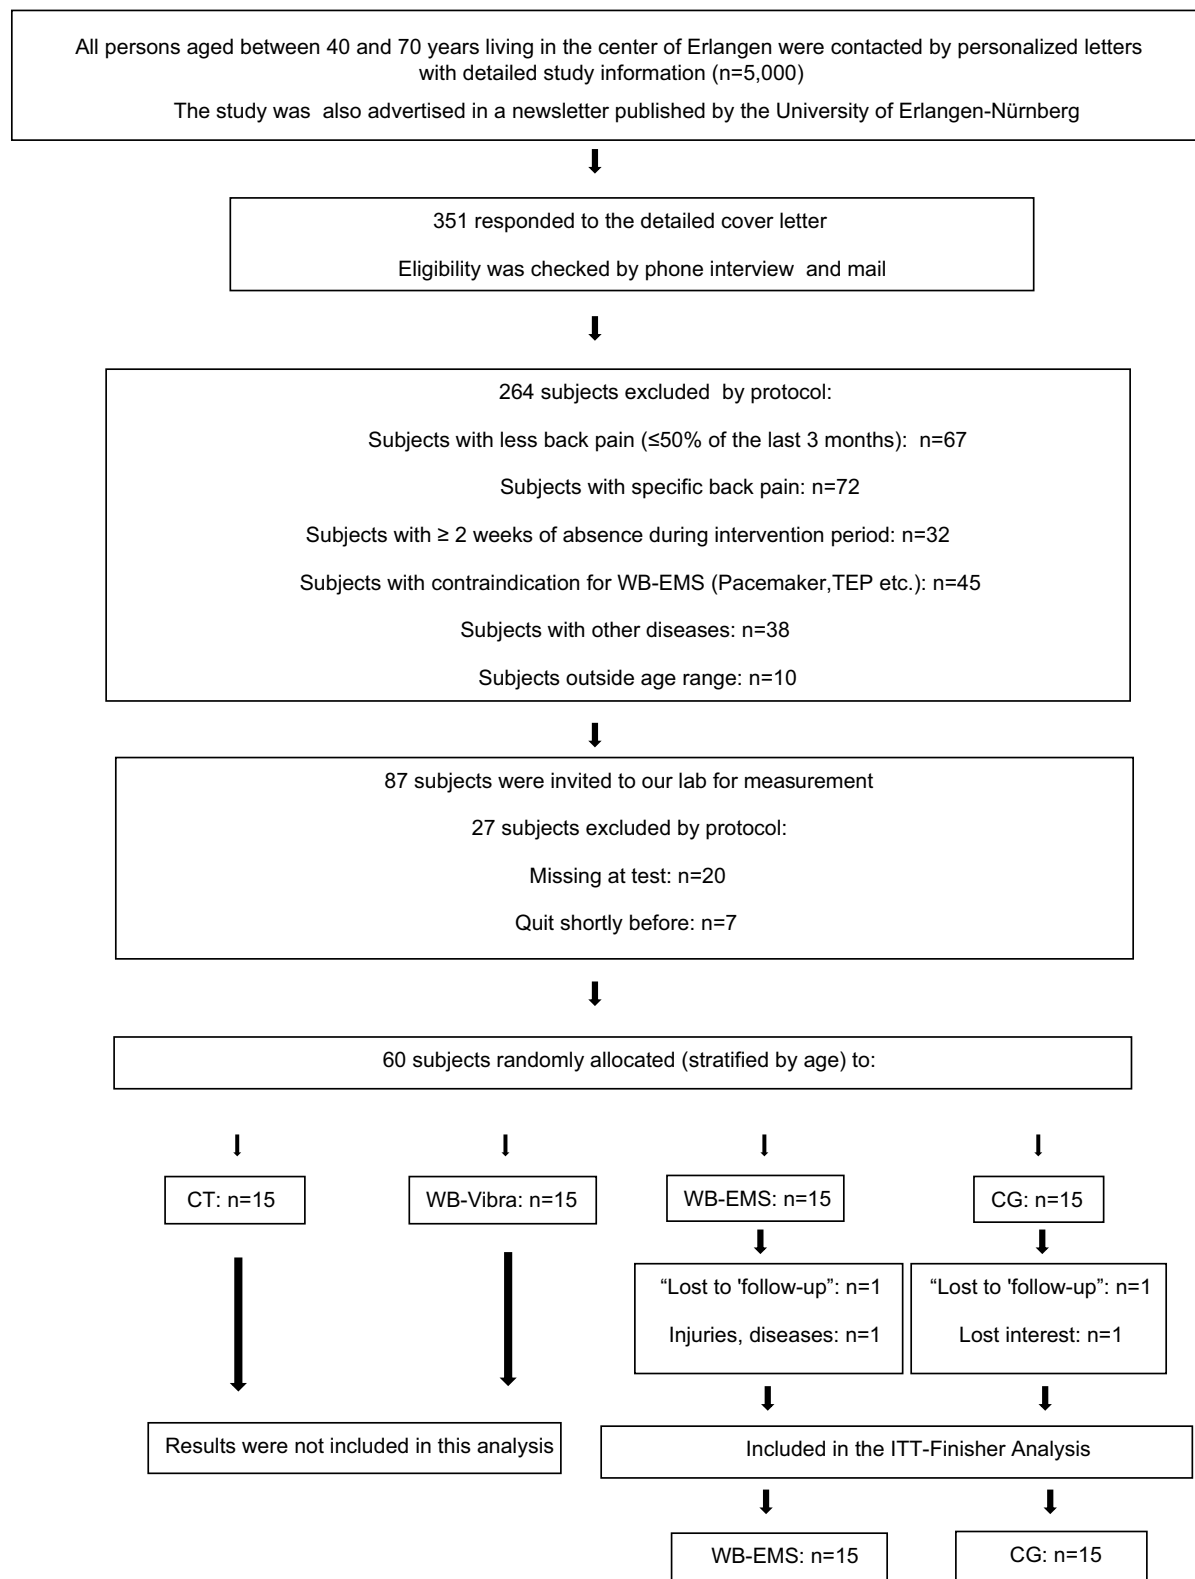 All persons aged between 40 and 70 years living in the center of Erlangen were contacted by personalized letters
with detailed study information (n=5,000)
The study was also advertised in a newsletter published by the University of Erlangen-Nürnberg
351 responded to the detailed cover letter
Eligibility was checked by phone interview and mail
264 subjects excluded by protocol:
Subjects with less back pain (≤50% of the last 3 months): n=67
Subjects with specific back pain: n=72
Subjects with ≥ 2 weeks of absence during intervention period: n=32
Subjects with contraindication for WB-EMS (Pacemaker,TEP etc.): n=45
Subjects with other diseases: n=38
Subjects outside age range: n=10
87 subjects were invited to our lab for measurement
27 subjects excluded by protocol:
Missing at test: n=20
Quit shortly before: n=7
60 subjects randomly allocated (stratified by age) to:
CT: n=15
WB-Vibra: n=15
WB-EMS: n=15
CG: n=15
“Lost to 'follow-up”: n=1
Injuries, diseases: n=1
“Lost to 'follow-up”: n=1
Lost interest: n=1
Results were not included in this analysis
Included in the ITT-Finisher Analysis
WB-EMS: n=15
CG: n=15